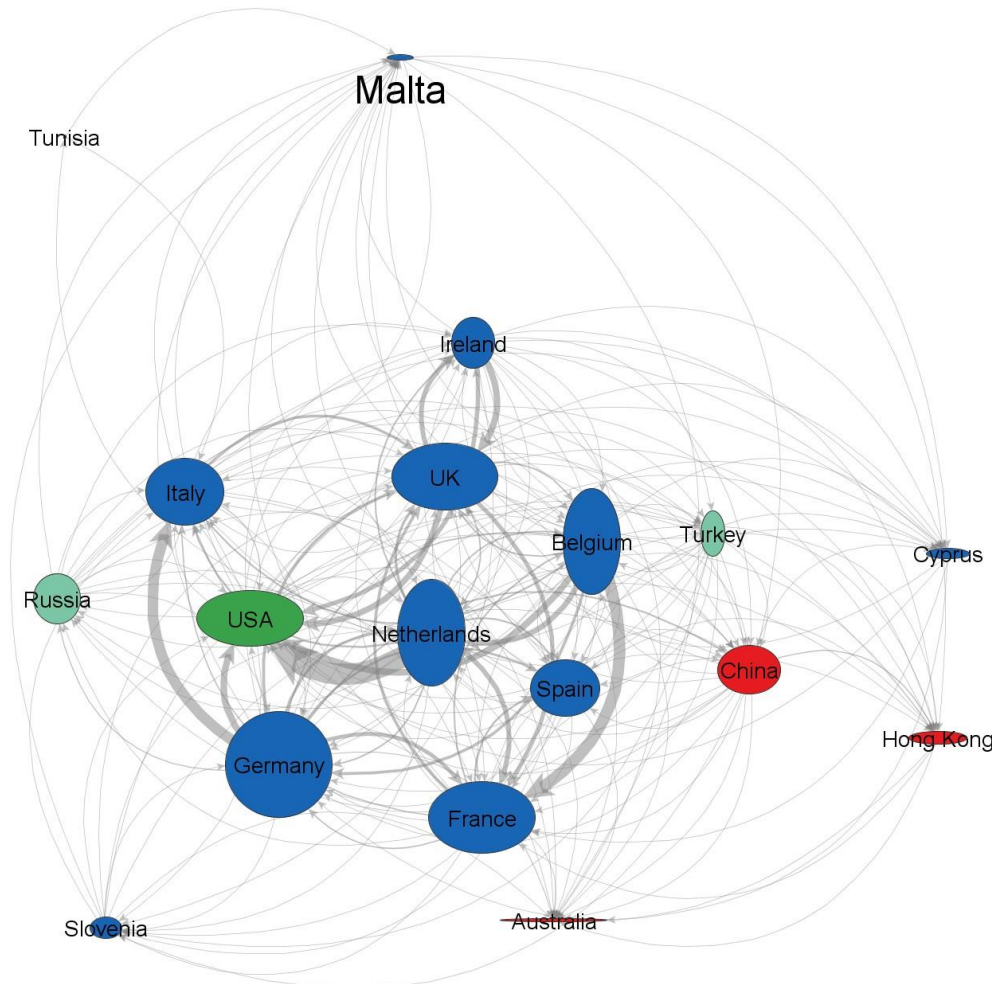 Malta
Tunisia
Ireland
UK
Italy
Belgium
Turkey
Cyprus
Russia
USA
Netherlands
China
Spain
Hong Kong
Germany
France
Australia
Slovenia